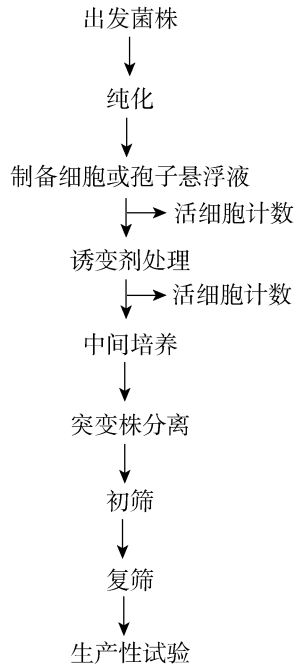 出发菌株
纯化
制备细胞或孢子悬浮液
活细胞计数
诱变剂处理
活细胞计数
中间培养
突变株分离
初筛
复筛
生产性试验